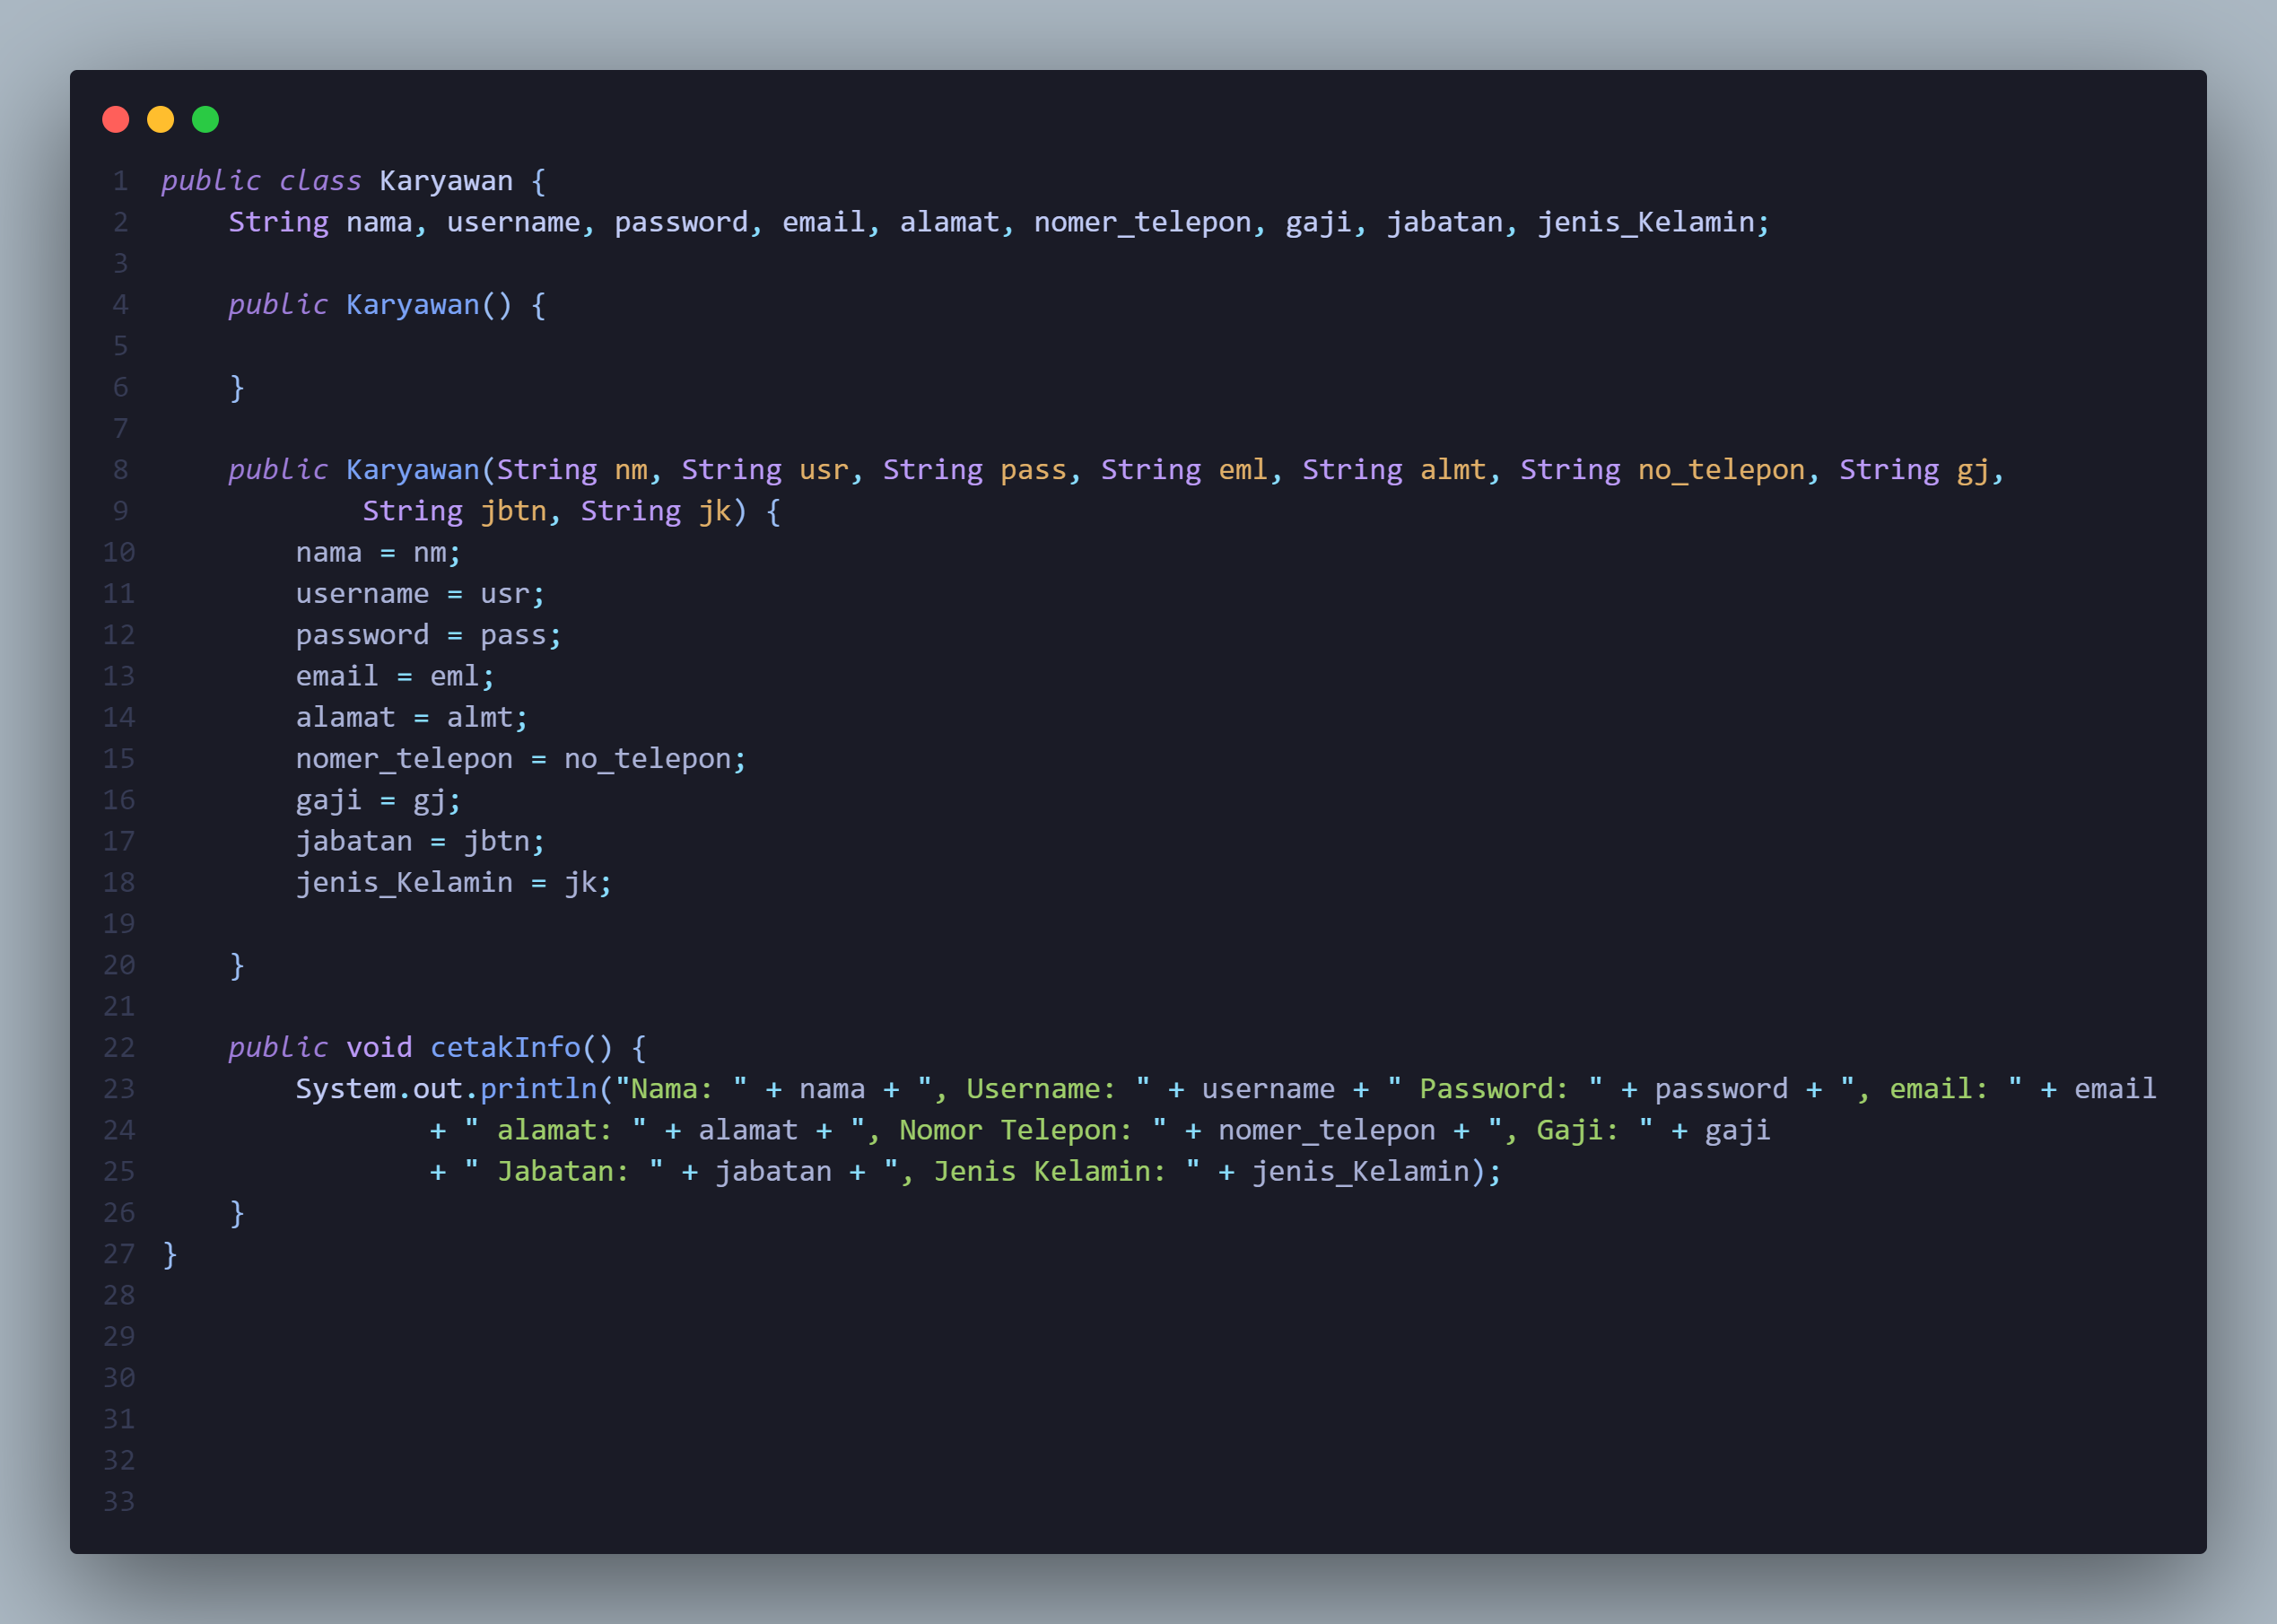 1 public class Karyawan {
2     String nama, username, password, email, alamat, nomer_telepon, gaji, jabatan, jenis_Kelamin;
3
4     public Karyawan() {
5
6     }
7
8     public Karyawan(String nm, String usr, String pass, String eml, String almt, String no_telepon, String gj,
9             String jbtn, String jk) {
10         nama = nm;
11         username = usr;
12         password = pass;
13         email = eml;
14         alamat = almt;
15         nomer_telepon = no_telepon;
16         gaji = gj;
17         jabatan = jbtn;
18         jenis_Kelamin = jk;
19
20     }
21
22     public void cetakInfo() {
23         System.out.println("Nama: " + nama + ", Username: " + username + " Password: " + password + ", email: " + email
24                 + " alamat: " + alamat + ", Nomor Telepon: " + nomer_telepon + ", Gaji: " + gaji
25                 + " Jabatan: " + jabatan + ", Jenis Kelamin: " + jenis_Kelamin);
26     }
27 }
28
29
30
31
32
33